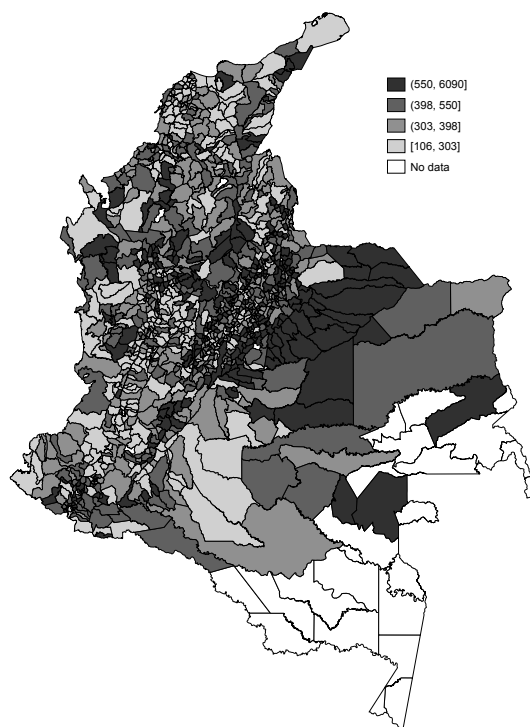 (550, 6090]
(398, 550]
(303, 398]
[106, 303]
No data